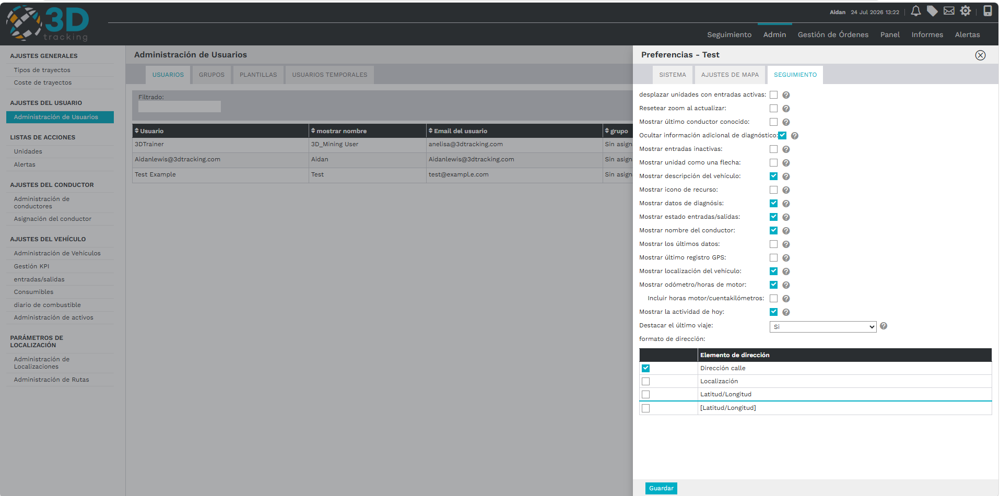 3D
tracking
Aidan 24 Jul 2026 13:22
Seguimiento Admin Gestión de Órdenes Panel Informes Alertas
AJUSTES GENERALES
Tipos de trayectos
Coste de trayectos
AJUSTES DEL USUARIO
Administración de Usuarios
LISTAS DE ACCIONES
Unidades
Alertas
AJUSTES DEL CONDUCTOR
Administración de
conductores
Asignación del conductor
AJUSTES DEL VEHÍCULO
Administración de Vehículos
Gestión KPI
entradas/salidas
Consumibles
diario de combustible
Administración de activos
PARÁMETROS DE
LOCALIZACIÓN
Administración de
Localizaciones
Administración de Rutas
Administración de Usuarios
USUARIOS GRUPOS PLANTILLAS USUARIOS TEMPORALES
Filtrado:
Usuario mostrar nombre Email del usuario grupo
3DTrainer 3D_Mining User anelisa@3dtracking.com Sin asign
Aidanlewis@3dtracking.com Aidan Aidanlewis@3dtracking.com Sin asign
Test Example Test test@exampl.e.com Sin asign
Preferencias - Test
SISTEMA AJUSTES DE MAPA SEGUIMIENTO
desplazar unidades con entradas activas:
Resetear zoom al actualizar:
Mostrar último conductor conocido:
Ocultar información adicional de diagnóstico:
Mostrar entradas inactivas:
Mostrar unidad como una flecha:
Mostrar descripción del vehículo:
Mostrar icono de recurso:
Mostrar datos de diagnósis:
Mostrar estado entradas/salidas:
Mostrar nombre del conductor:
Mostrar los últimos datos:
Mostrar último registro GPS:
Mostrar localización del vehículo:
Mostrar odómetro/horas de motor:
Incluir horas motor/cuentakilómetros:
Mostrar la actividad de hoy:
Destacar el último viaje: Si
formato de dirección:
Elemento de dirección
Dirección calle
Localización
Latitud/Longitud
[Latitud/Longitud]
Guardar